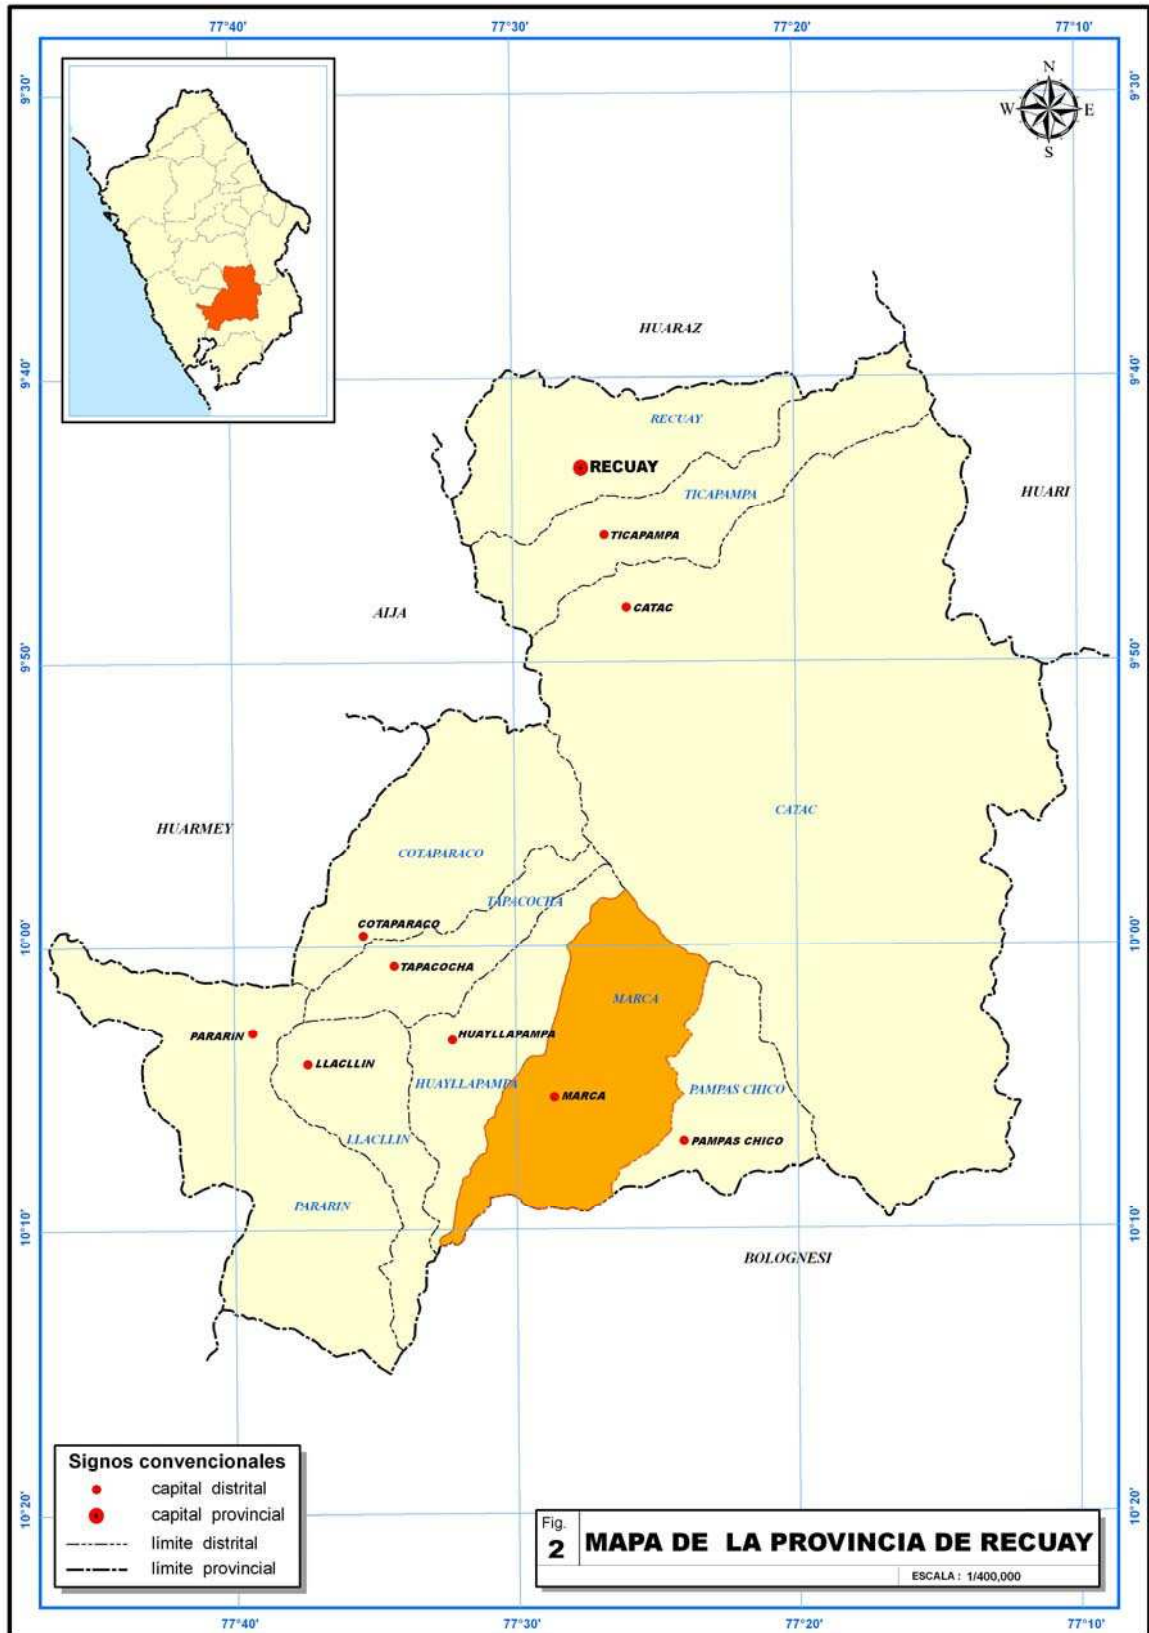 77°40'
77°30'
77°20'
77°10'
9°30'
9°30'
N
W
E
S
HUARAZ
9°40'
9°40'
RECUAY
RECUAY
TICAPAMPA
HUARI
TICAPAMPA
CATAC
AIJA
9°50'
9°50'
CATAC
HUARMEY
COTAPARACO
TAPACOCHA
COTAPARACO
10°00'
10°00'
TAPACOCHA
MARCA
PARARIN
HUAYLLAPAMPA
LLACLLIN
HUAYLLAPAMPA
PAMPAS CHICO
MARCA
LLACLLIN
PAMPAS CHICO
PARARIN
10°10'
10°10'
BOLOGNESI
Signos convencionales
capital distrital
capital provincial
límite distrital
límite provincial
10°20'
10°20'
Fig.
2
MAPA DE LA PROVINCIA DE RECUAY
ESCALA : 1/400,000
77°40'
77°30'
77°20'
77°10'